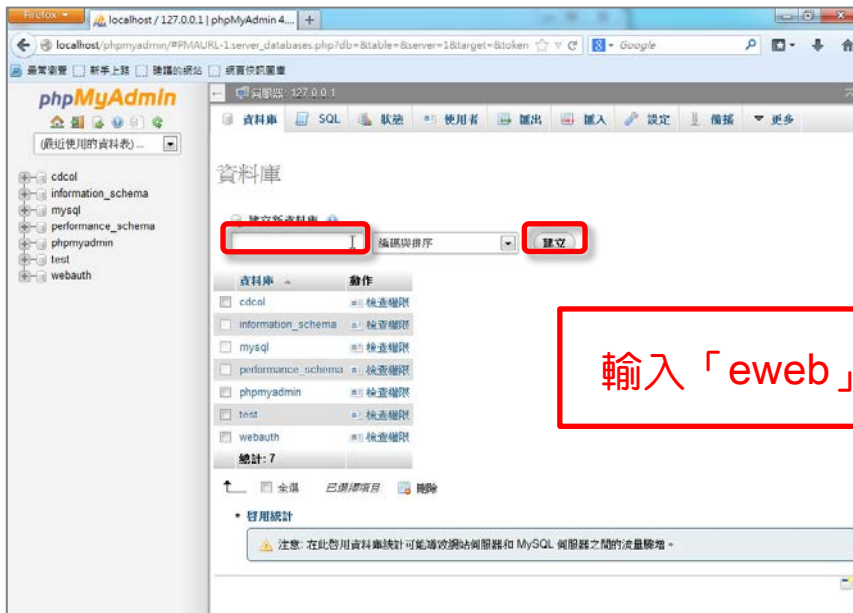 Firefox
localhost / 127.0.0.1 | phpMyAdmin 4....
localhost/phpmyadmin/#PMAURL-1:server_databases.php?db=&table=&server=1&target=&token
Google
最常瀏覽 新手上路 建議的網站 網頁快訊圖庫
phpMyAdmin
(最近使用的資料表) ...
cdcol
information_schema
mysql
performance_schema
phpmyadmin
test
webauth
伺服器: 127.0.0.1
資料庫 SQL 狀態 使用者 匯出 匯入 設定 備援 更多
資料庫
建立新資料庫
編碼與排序 建立
資料庫 動作
cdcol 檢查權限
information_schema 檢查權限
mysql 檢查權限
performance_schema 檢查權限
phpmyadmin 檢查權限
test 檢查權限
webauth 檢查權限
總計: 7
輸入「eweb」
全選 已選擇項目 刪除
啟用統計
注意: 在此啟用資料庫統計可能導致網站伺服器和 MySQL 伺服器之間的流量驟增。